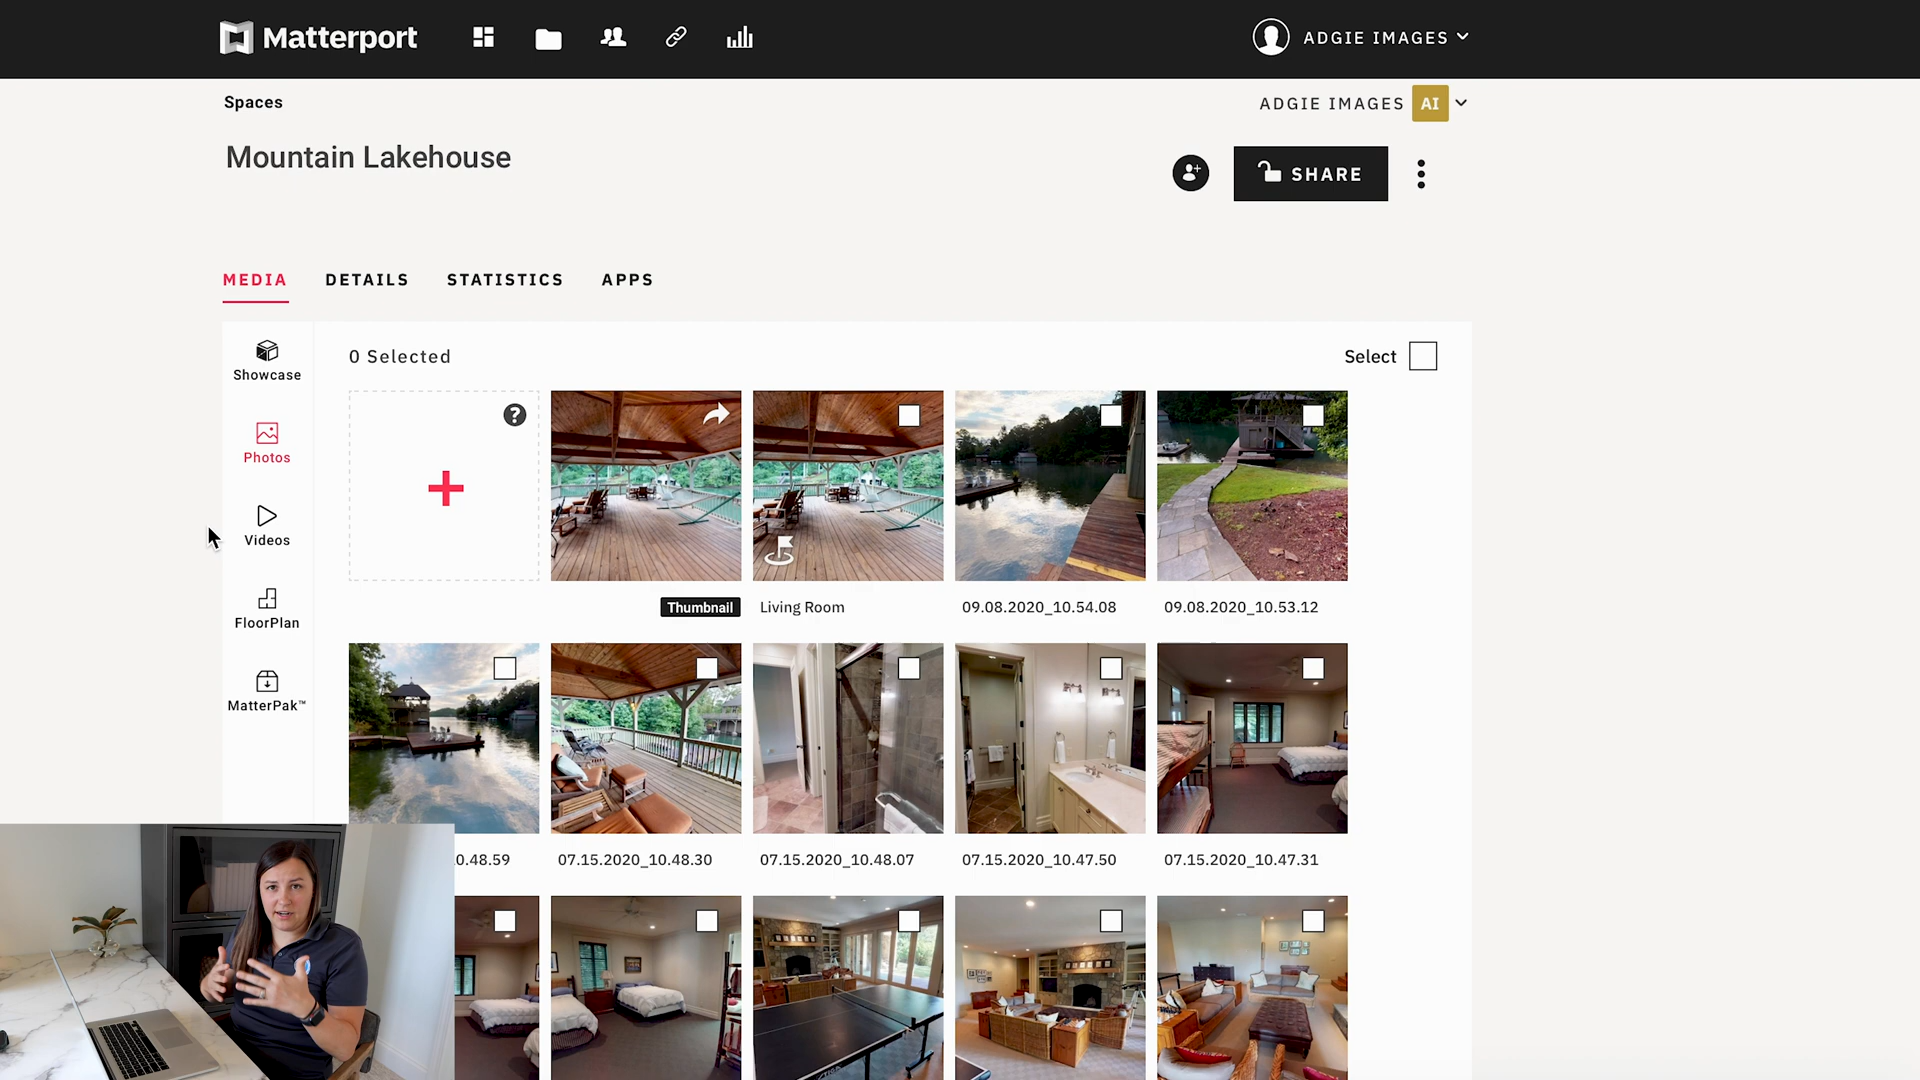 Matterport
ADGIE IMAGES
Spaces
ADGIE IMAGES AI
Mountain Lakehouse
SHARE
MEDIA DETAILS STATISTICS APPS
0 Selected
Select
Showcase
Photos
Videos
FloorPlan
MatterPak™
?
Thumbnail
Living Room
09.08.2020_10.54.08
09.08.2020_10.53.12
0.48.59
07.15.2020_10.48.30
07.15.2020_10.48.07
07.15.2020_10.47.50
07.15.2020_10.47.31